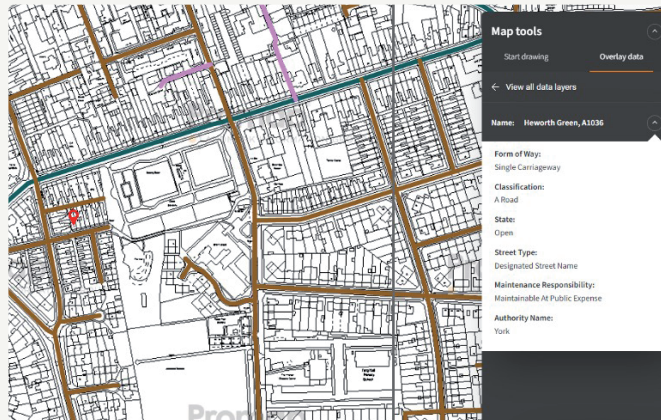 Map tools
Start drawing
Overlay data
← View all data layers
Name: Heworth Green, A1036
Form of Way:
Single Carriageway
Classification:
A Road
State:
Open
Street Type:
Designated Street Name
Maintenance Responsibility:
Maintainable At Public Expense
Authority Name:
York